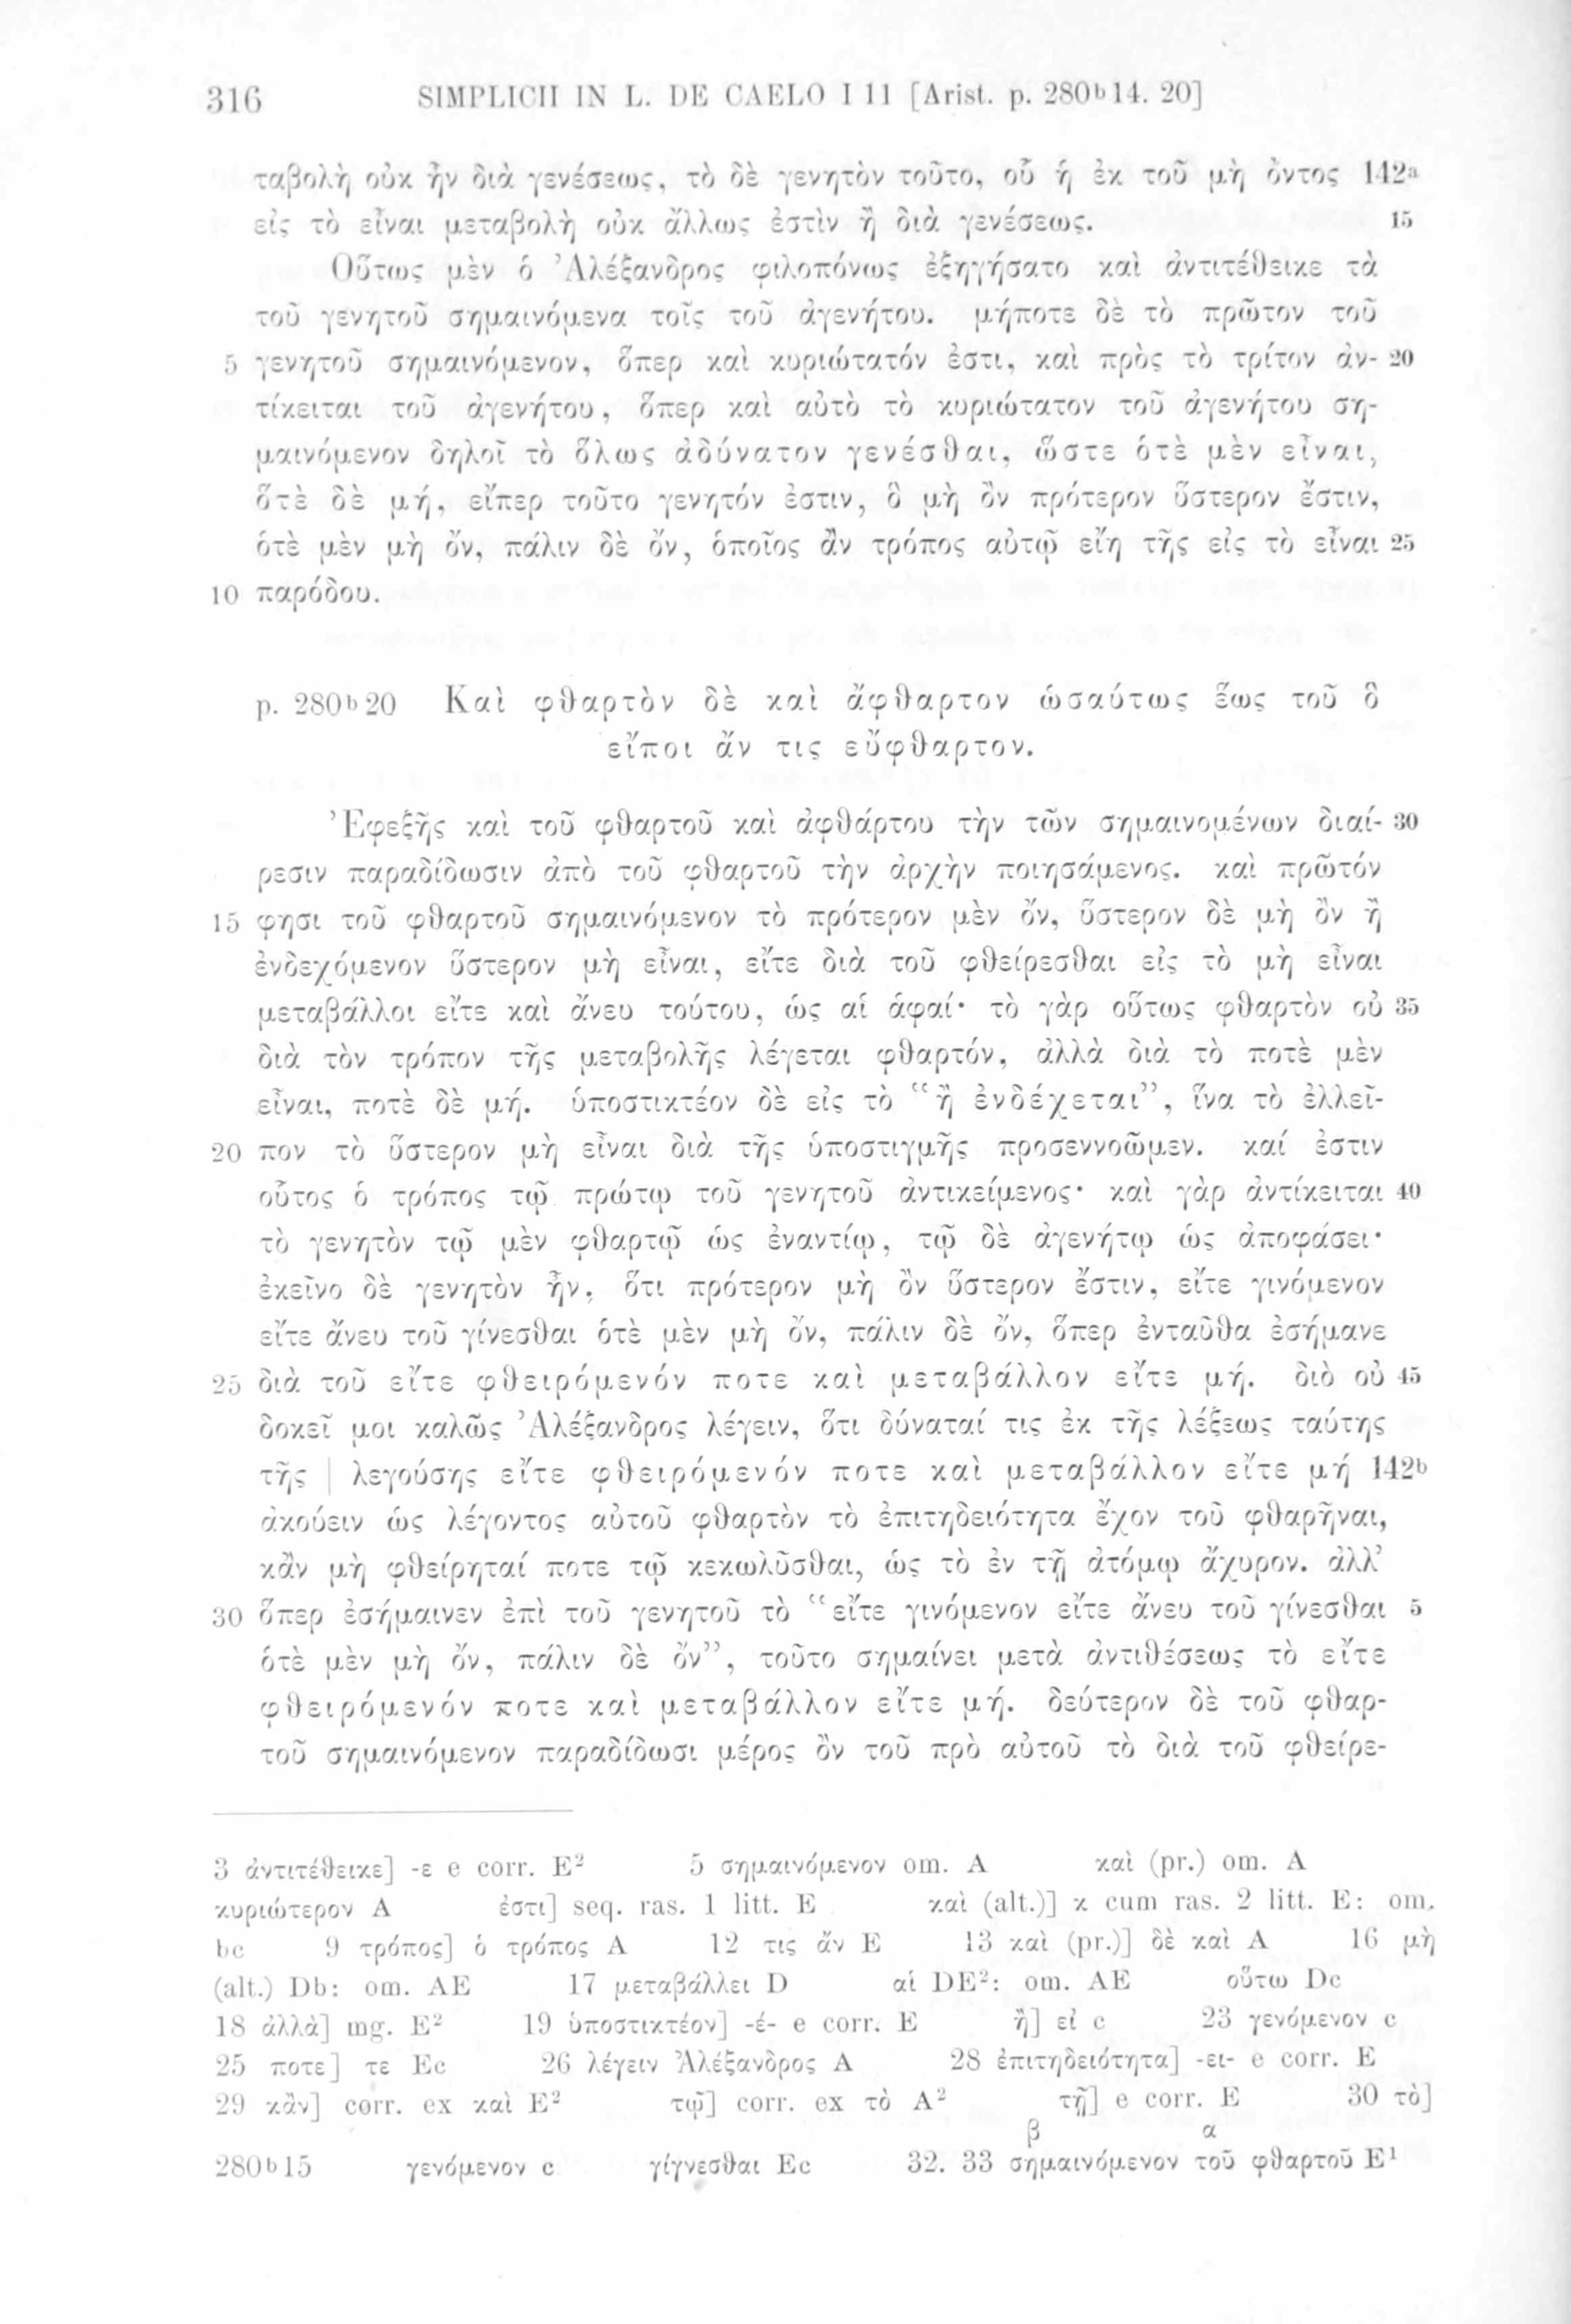 316 SIMPLICII IN L. DE CAELO I 11 [Arist. p. 280b14. 20]
ταβολὴ οὐκ ἦν διὰ γενέσεως, τὸ δὲ γενητὸν τοῦτο, οὗ ἡ ἐκ τοῦ μὴ ὄντος 142a
εἰς τὸ εἶναι μεταβολὴ οὐκ ἄλλως ἐστὶν ἢ διὰ γενέσεως. 15
Οὕτως μὲν ὁ Ἀλέξανδρος φιλοπόνως ἐξηγήσατο καὶ ἀντιτέθεικε τὰ
τοῦ γενητοῦ σημαινόμενα τοῖς τοῦ ἀγενήτου. μήποτε δὲ τὸ πρῶτον τοῦ
5 γενητοῦ σημαινόμενον, ὅπερ καὶ κυριώτατόν ἐστι, καὶ πρὸς τὸ τρίτον ἀν- 20
τίκειται τοῦ ἀγενήτου, ὅπερ καὶ αὐτὸ τὸ κυριώτατον τοῦ ἀγενήτου ση-
μαινόμενον δηλοῖ τὸ ὅλως ἀδύνατον γενέσθαι, ὥστε ὁτὲ μὲν εἶναι,
ὅτὲ δὲ μή, εἴπερ τοῦτο γενητόν ἐστιν, ὃ μὴ ὂν πρότερον ὕστερον ἔστιν,
ὁτὲ μὲν μὴ ὄν, πάλιν δὲ ὄν, ὁποῖος ἂν τρόπος αὐτῷ εἴη τῆς εἰς τὸ εἶναι 25
10 παρόδου.
p. 280b20 Καὶ φθαρτὸν δὲ καὶ ἄφθαρτον ὡσαύτως ἕως τοῦ ὃ
εἴποι ἄν τις εὔφθαρτον.
Ἐφεξῆς καὶ τοῦ φθαρτοῦ καὶ ἀφθάρτου τὴν τῶν σημαινομένων διαί- 30
ρεσιν παραδίδωσιν ἀπὸ τοῦ φθαρτοῦ τὴν ἀρχὴν ποιησάμενος. καὶ πρῶτόν
15 φησι τοῦ φθαρτοῦ σημαινόμενον τὸ πρότερον μὲν ὄν, ὕστερον δὲ μὴ ὂν ἢ
ἐνδεχόμενον ὕστερον μὴ εἶναι, εἴτε διὰ τοῦ φθείρεσθαι εἰς τὸ μὴ εἶναι
μεταβάλλοι εἴτε καὶ ἄνευ τούτου, ὡς αἱ ἁφαί· τὸ γὰρ οὕτως φθαρτὸν οὐ 35
διὰ τὸν τρόπον τῆς μεταβολῆς λέγεται φθαρτόν, ἀλλὰ διὰ τὸ ποτὲ μὲν
εἶναι, ποτὲ δὲ μή. ὑποστικτέον δὲ εἰς τὸ “ἢ ἐνδέχεται”, ἵνα τὸ ἐλλεῖ-
20 πον τὸ ὕστερον μὴ εἶναι διὰ τῆς ὑποστιγμῆς προσεννοῶμεν. καί ἐστιν
οὗτος ὁ τρόπος τῷ πρώτῳ τοῦ γενητοῦ ἀντικείμενος· καὶ γὰρ ἀντίκειται 40
τὸ γενητὸν τῷ μὲν φθαρτῷ ὡς ἐναντίῳ, τῷ δὲ ἀγενήτῳ ὡς ἀποφάσει·
ἐκεῖνο δὲ γενητὸν ἦν, ὅτι πρότερον μὴ ὂν ὕστερον ἔστιν, εἴτε γινόμενον
εἴτε ἄνευ τοῦ γίνεσθαι ὁτὲ μὲν μὴ ὄν, πάλιν δὲ ὄν, ὅπερ ἐνταῦθα ἐσήμανε
25 διὰ τοῦ εἴτε φθειρόμενόν ποτε καὶ μεταβάλλον εἴτε μή. διὸ οὐ 45
δοκεῖ μοι καλῶς Ἀλέξανδρος λέγειν, ὅτι δύναταί τις ἐκ τῆς λέξεως ταύτης
τῆς | λεγούσης εἴτε φθειρόμενόν ποτε καὶ μεταβάλλον εἴτε μή 142b
ἀκούειν ὡς λέγοντος αὐτοῦ φθαρτὸν τὸ ἐπιτηδειότητα ἔχον τοῦ φθαρῆναι,
κἂν μὴ φθείρηταί ποτε τῷ κεκωλῦσθαι, ὡς τὸ ἐν τῇ ἀτόμῳ ἄχυρον. ἀλλ’
30 ὅπερ ἐσήμαινεν ἐπὶ τοῦ γενητοῦ τὸ “εἴτε γινόμενον εἴτε ἄνευ τοῦ γίνεσθαι 5
ὁτὲ μὲν μὴ ὄν, πάλιν δὲ ὄν”, τοῦτο σημαίνει μετὰ ἀντιθέσεως τὸ εἴτε
φθειρόμενόν ποτε καὶ μεταβάλλον εἴτε μή. δεύτερον δὲ τοῦ φθαρ-
τοῦ σημαινόμενον παραδίδωσι μέρος ὂν τοῦ πρὸ αὐτοῦ τὸ διὰ τοῦ φθείρε-
3 ἀντιτέθεικε] -ε e corr. E² 5 σημαινόμενον om. A καὶ (pr.) om. A
κυριώτερον A ἐστι] seq. ras. 1 litt. E καὶ (alt.)] κ cum ras. 2 litt. E: om.
bc 9 τρόπος] ὁ τρόπος A 12 τις ἄν E 13 καὶ (pr.)] δὲ καὶ A 16 μὴ
(alt.) Db: om. AE 17 μεταβάλλει D αἱ DE²: om. AE οὕτω Dc
18 ἀλλὰ] mg. E² 19 ὑποστικτέον] -έ- e corr. E ἢ] εἰ c 23 γενόμενον c
25 ποτε] τε Ec 26 λέγειν Ἀλέξανδρος A 28 ἐπιτηδειότητα] -ει- e corr. E
29 κἂν] corr. ex καὶ E² τῷ] corr. ex τὸ A² τῇ] e corr. E 30 τὸ]
β α
280b15 γενόμενον c γίγνεσθαι Ec 32. 33 σημαινόμενον τοῦ φθαρτοῦ E¹